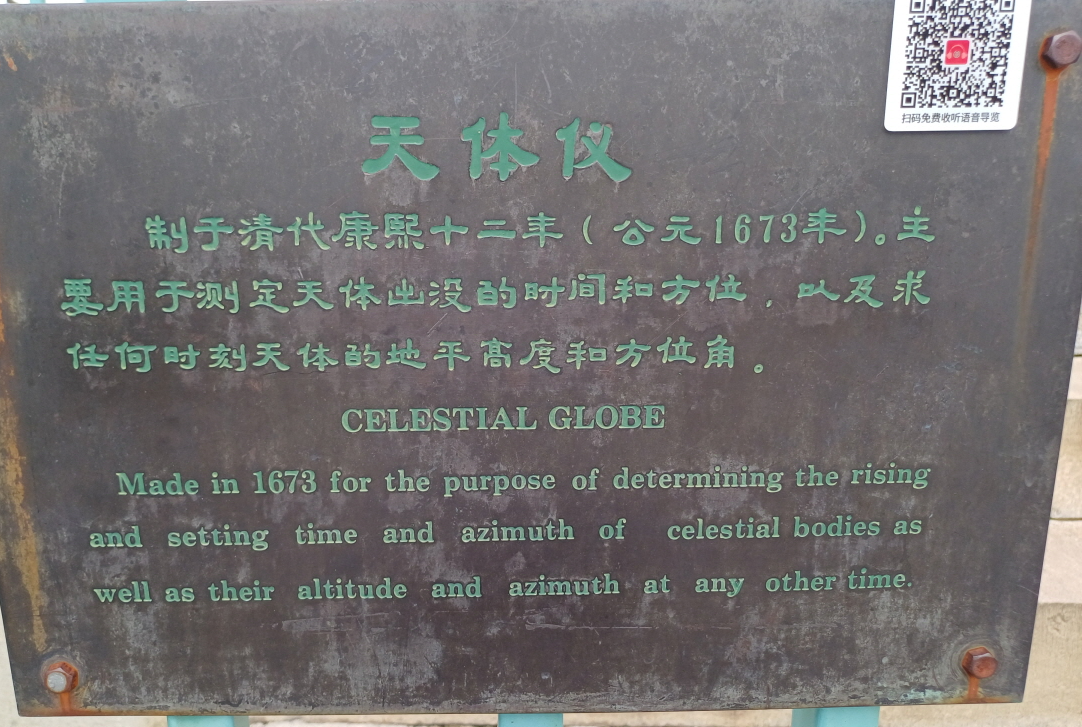 扫码免费收听语音导览
天体仪
制于清代康熙十二年(公元1673年)。主
要用于测定天体出没的时间和方位,以及求
任何时刻天体的地平高度和方位角。
CELESTIAL GLOBE
Made in 1673 for the purpose of determining the rising
and setting time and azimuth of celestial bodies as
well as their altitude and azimuth at any other time.